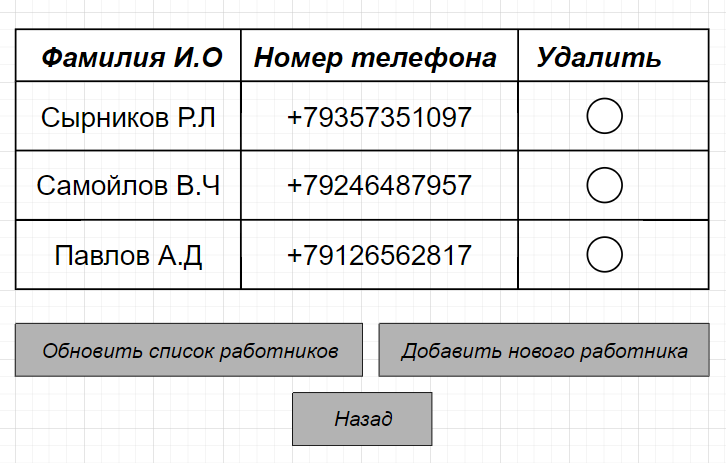 Фамилия И.О Номер телефона Удалить
Сырников Р.Л +79357351097
Самойлов В.Ч +79246487957
Павлов А.Д +79126562817
Обновить список работников Добавить нового работника
Назад